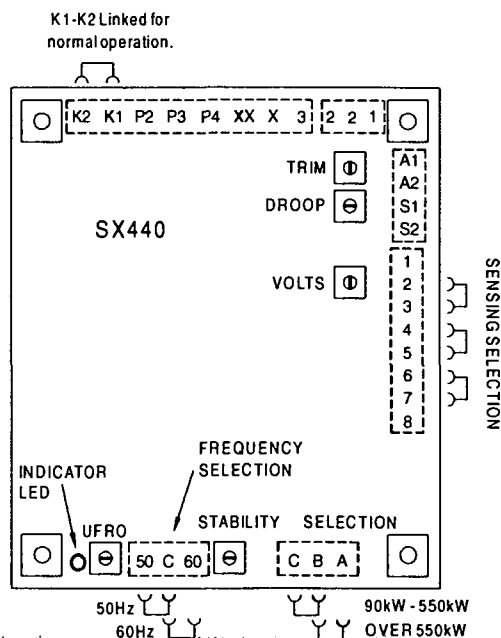 K1-K2 Linked for
normal operation.
K2 K1 P2 P3 P4 XX X 3 2 2 1
TRIM
A1
A2
DROOP
S1
S2
SX440
VOLTS
1
2
3
4
5
6
7
8
SENSING SELECTION
FREQUENCY
SELECTION
INDICATOR
LED
UFRO
STABILITY SELECTION
50 C 60
C B A
50Hz
90kW - 550kW
60Hz
OVER 550kW